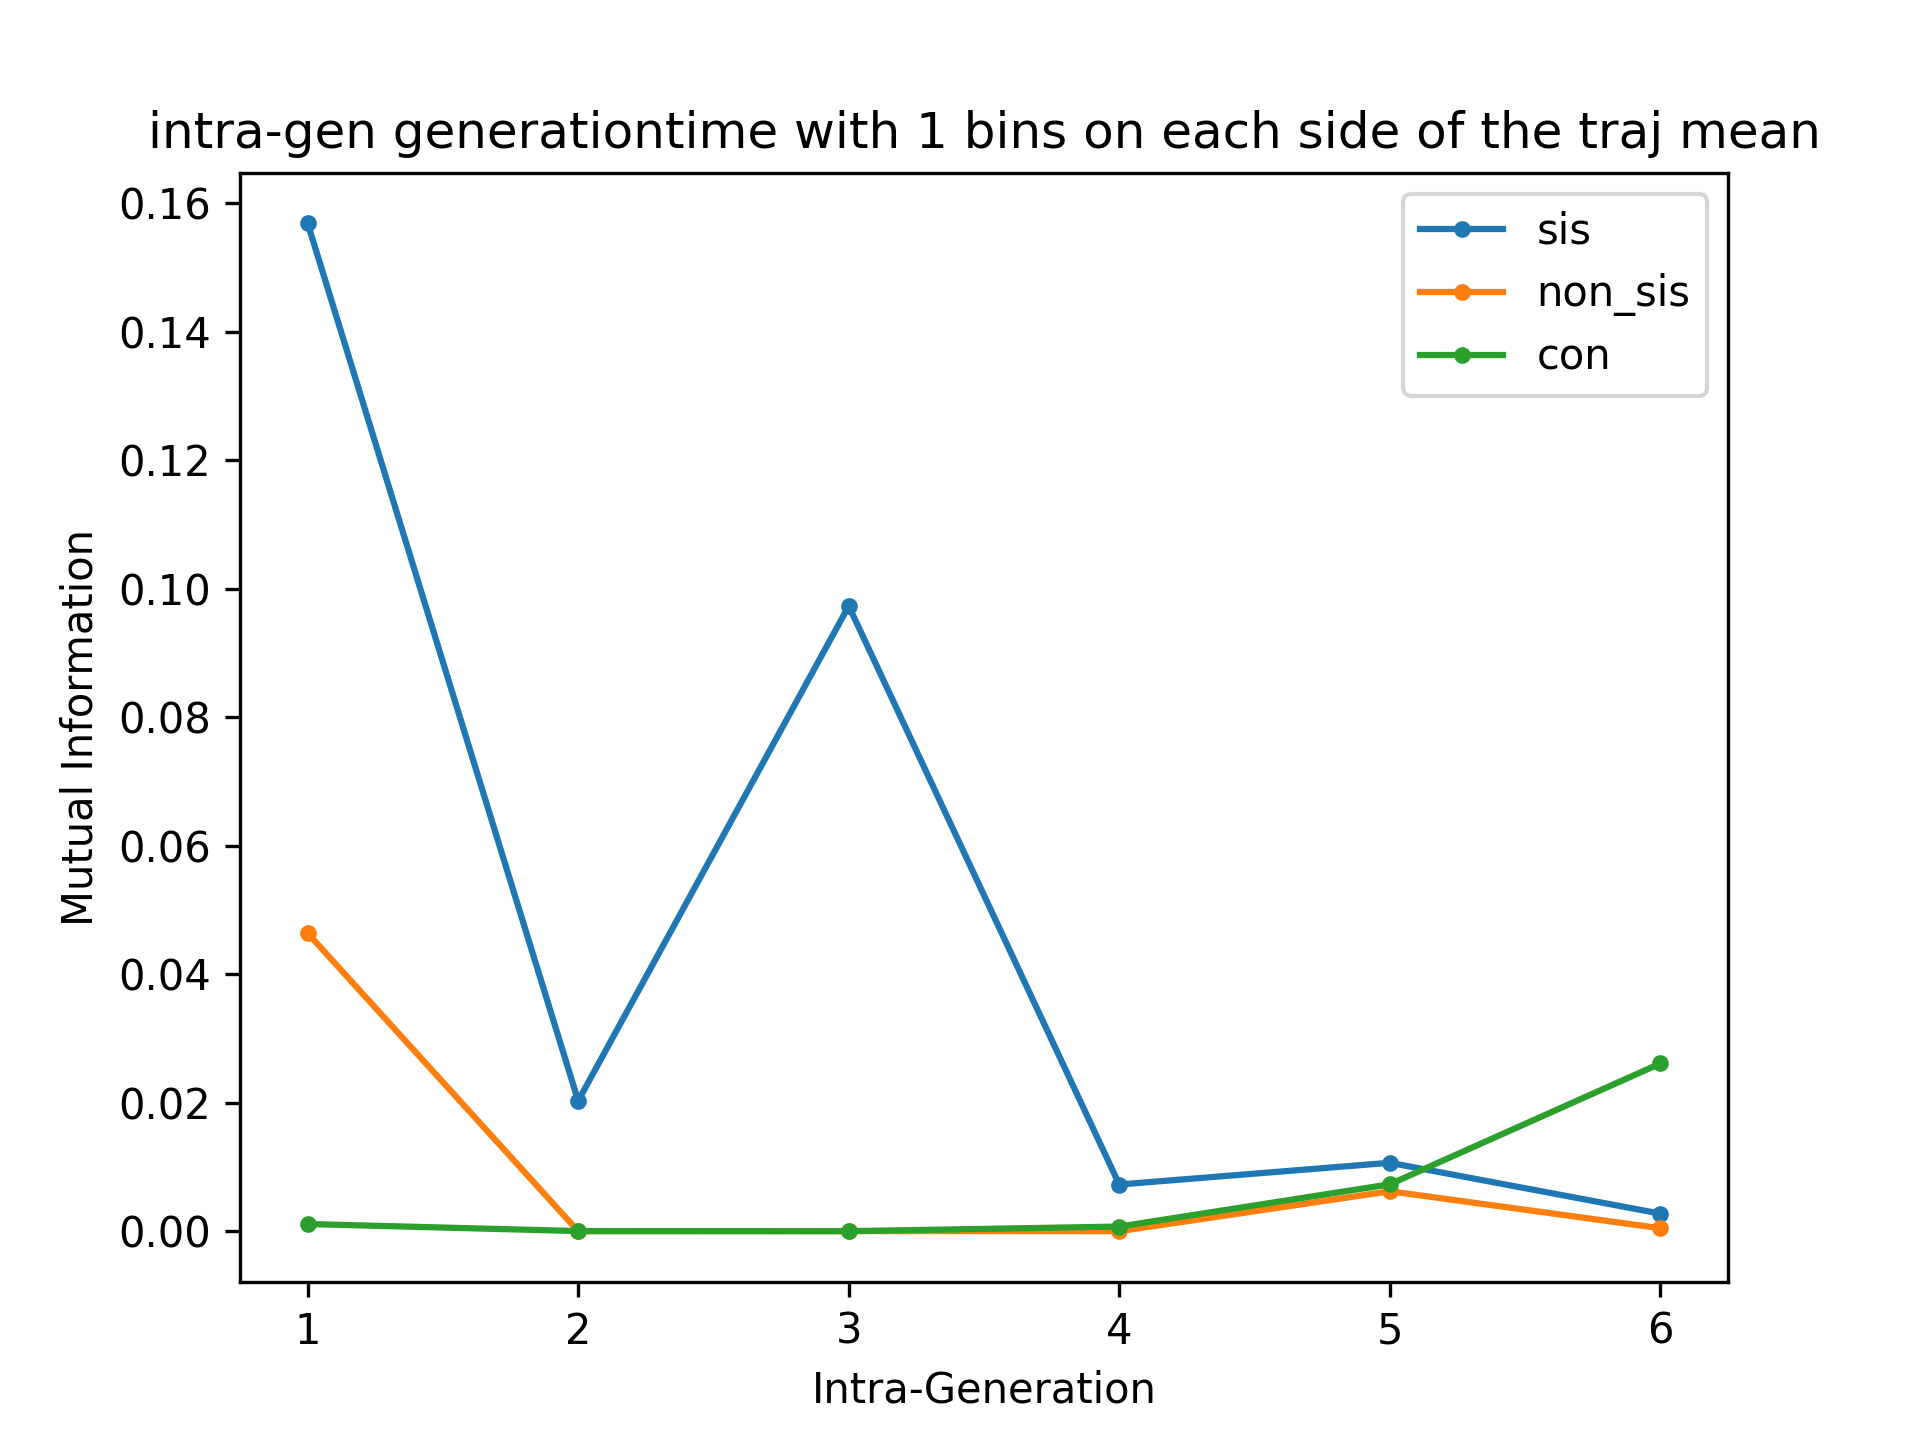 intra-gen generationtime with 1 bins on each side of the traj mean
sis
non_sis
con
0.16
0.14
0.12
0.10
0.08
0.06
0.04
0.02
0.00
Mutual Information
1 2 3 4 5 6
Intra-Generation